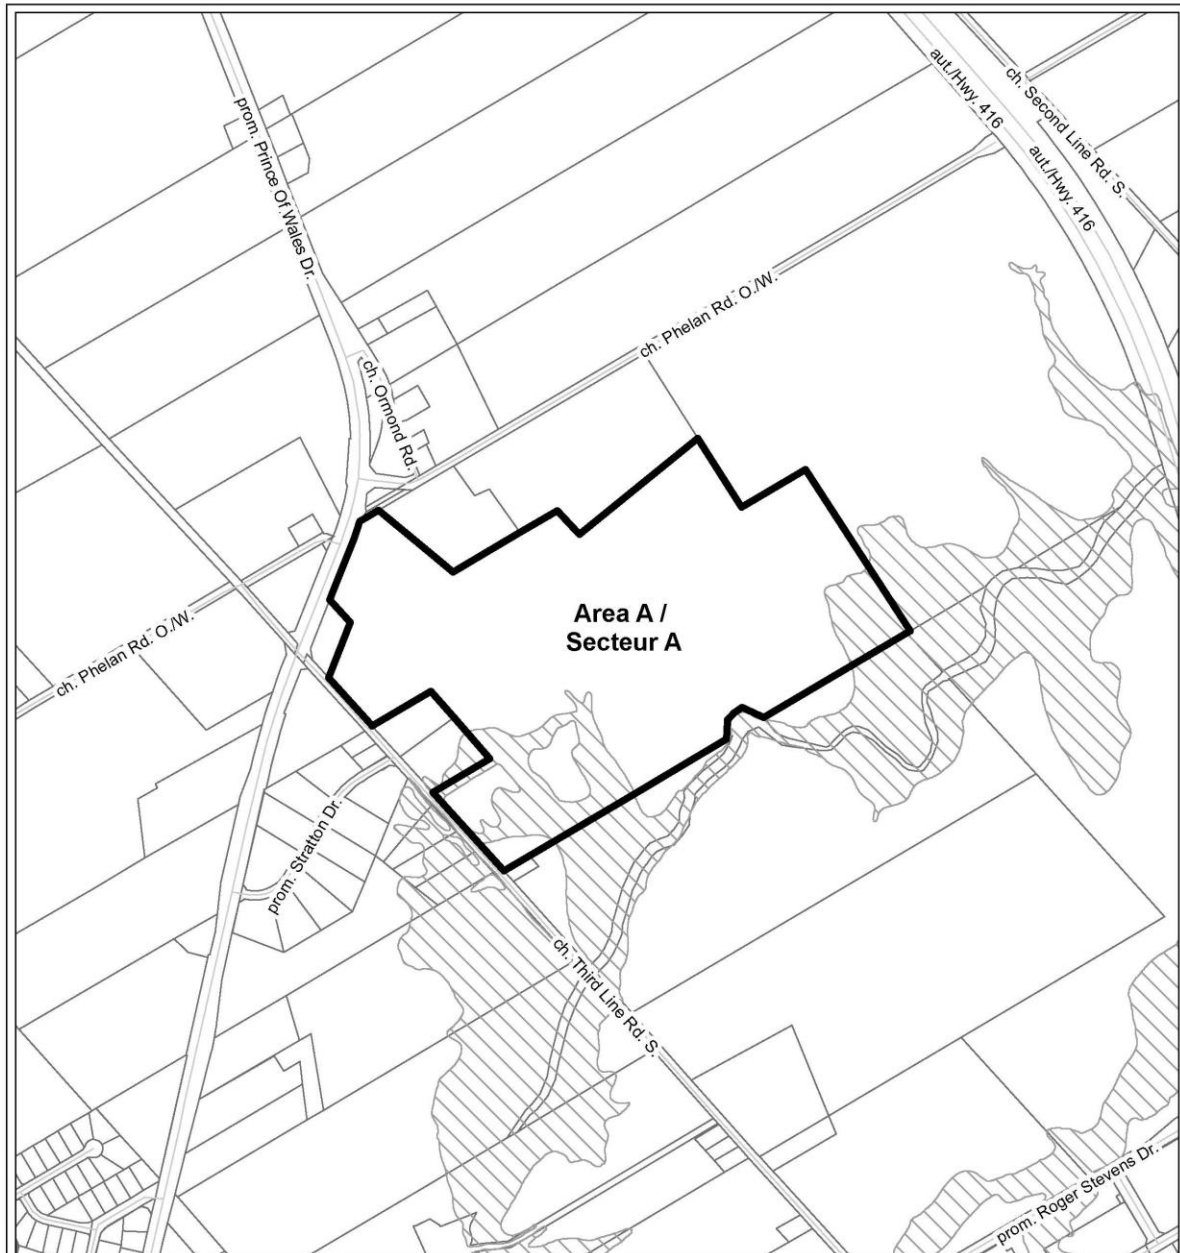 ch. Second Line Rd. S.
aut./Hwy. 416
aut./Hwy. 416
prom. Prince Of Wales Dr.
ch. Phelan Rd. O./W.
ch. Ormond Rd.
Area A /
Secteur A
ch. Phelan Rd. O./W.
prom. Stratton Dr.
ch. Third Line Rd. S.
prom. Roger Stevens Dr.